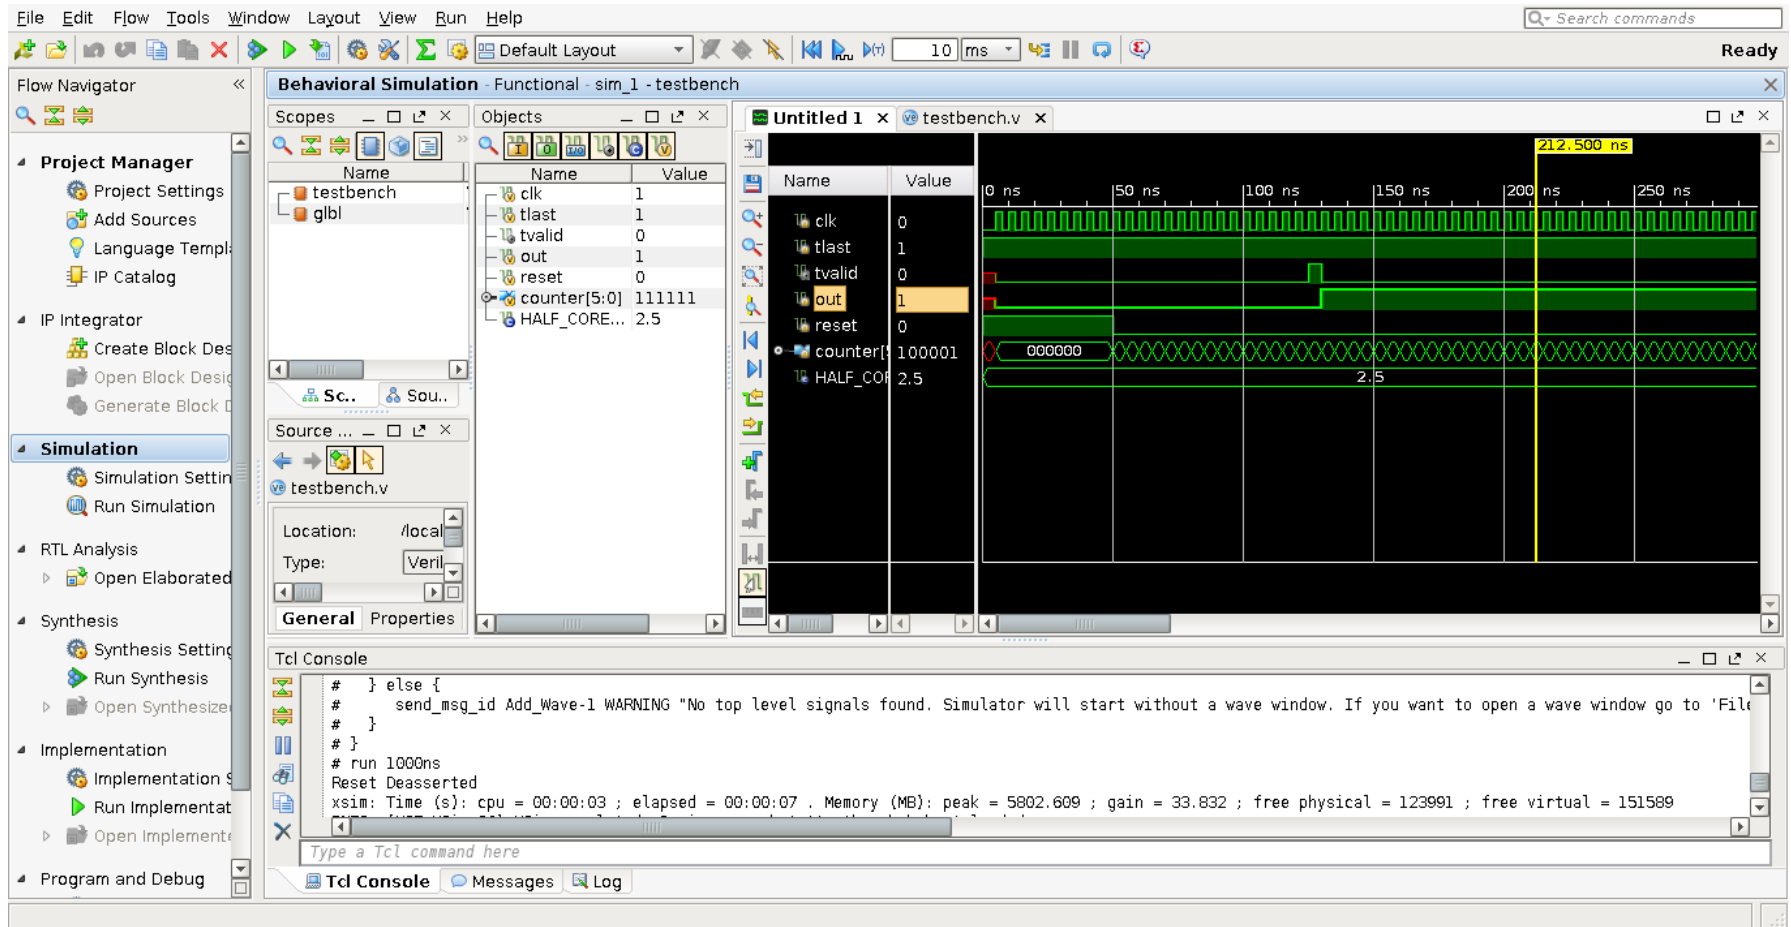 File Edit Flow Tools Window Layout View Run Help
Search commands
Default Layout
(T)
10 ms
Ready
Flow Navigator
Project Manager
Project Settings
Add Sources
Language Templ
IP Catalog
IP Integrator
Create Block Des
Open Block Desig
Generate Block D
Simulation
Simulation Settin
Run Simulation
RTL Analysis
Open Elaborated
Synthesis
Synthesis Setting
Run Synthesis
Open Synthesize
Implementation
Implementation S
Run Implementat
Open Implemente
Program and Debug
Behavioral Simulation - Functional - sim_1 - testbench
Scopes
Name
testbench
glbl
Sc..
Sou..
Source ...
testbench.v
Location: /local
Type: Veril
General Properties
Objects
Name Value
clk 1
tlast 1
tvalid 0
out 1
reset 0
counter[5:0] 111111
HALF_CORE... 2.5
Untitled 1
testbench.v
212.500 ns
Name Value
0 ns 50 ns 100 ns 150 ns 200 ns 250 ns
clk 0
tlast 1
tvalid 0
out 1
reset 0
counter[ 100001 000000
HALF_COR 2.5 2.5
Tcl Console
# } else {
# send_msg_id Add_Wave-1 WARNING "No top level signals found. Simulator will start without a wave window. If you want to open a wave window go to 'File
# }
# }
# run 1000ns
Reset Deasserted
xsim: Time (s): cpu = 00:00:03 ; elapsed = 00:00:07 . Memory (MB): peak = 5802.609 ; gain = 33.832 ; free physical = 123991 ; free virtual = 151589
Type a Tcl command here
Tcl Console Messages Log